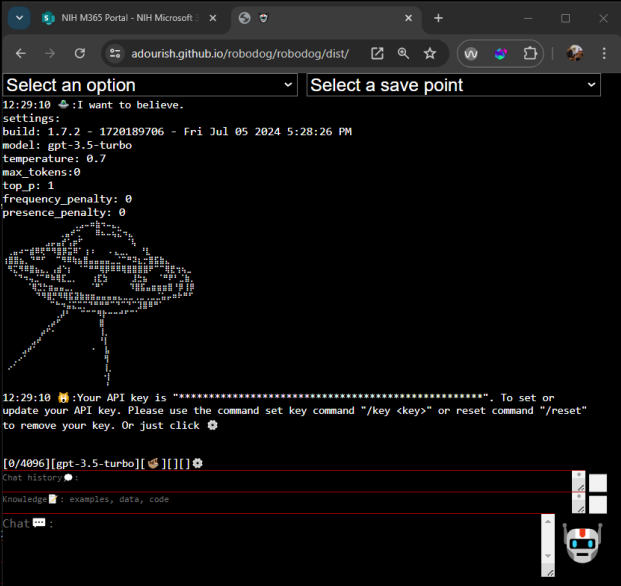 NIH M365 Portal - NIH Microsoft 3
adourish.github.io/robodog/robodog/dist/
Select an option
Select a save point
12:29:10 🛸:I want to believe.
settings:
build: 1.7.2 - 1720189706 - Fri Jul 05 2024 5:28:26 PM
model: gpt-3.5-turbo
temperature: 0.7
max_tokens:0
top_p: 1
frequency_penalty: 0
presence_penalty: 0
12:29:10 :Your API key is "**************************************************". To set or
update your API key. Please use the command set key command "/key <key>" or reset command "/reset"
to remove your key. Or just click ⚙️
[0/4096][gpt-3.5-turbo][🦥][][]⚙️
Chat history💭:
Knowledge📝: examples, data, code
Chat💬: